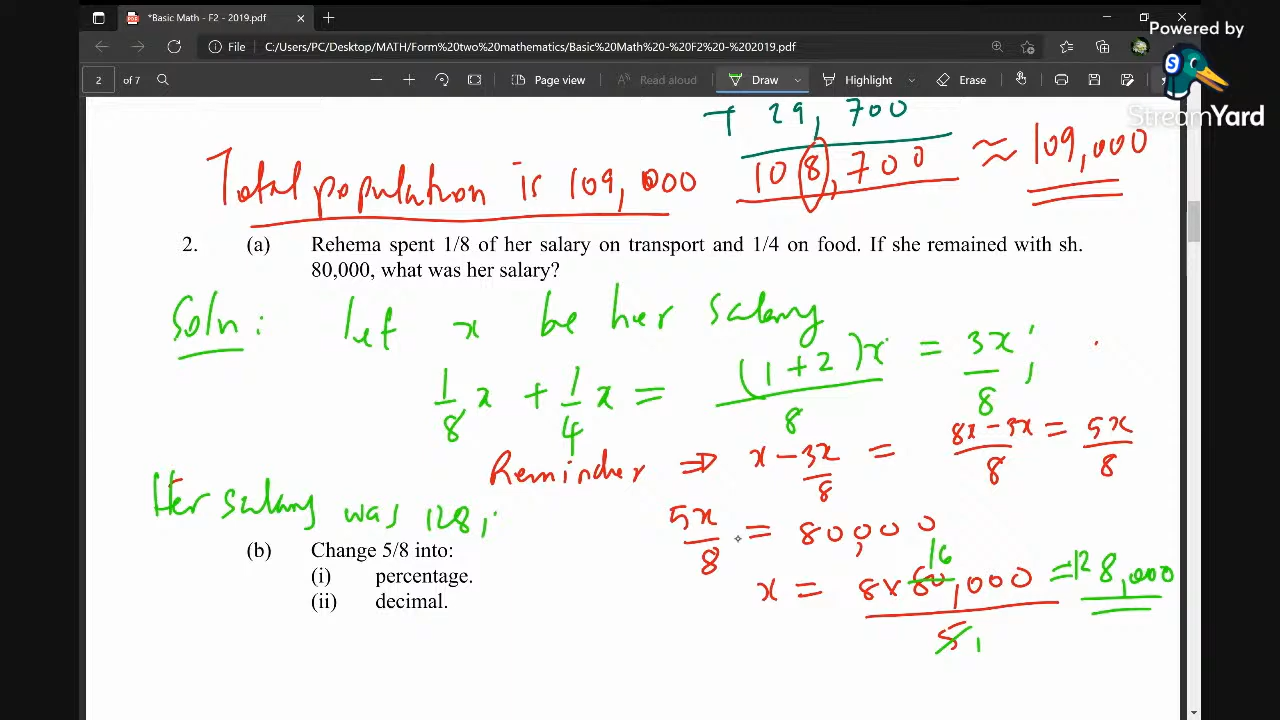 *Basic Math - F2 - 2019.pdf
Powered by
StreamYard
File C:/Users/PC/Desktop/MATH/Form%20two%20mathematics/Basic%20Math%20-%20F2%20-%202019.pdf
2 of 7 Page view Read aloud Draw Highlight Erase
+ 29,700
108,700 ≈ 109,000
Total population is 109,000
2. (a) Rehema spent 1/8 of her salary on transport and 1/4 on food. If she remained with sh.
80,000, what was her salary?
Soln: let x be her salary
1/8 x + 1/4 x = (1+2)x/8 = 3x/8;
Reminder ⇒ x - 3x/8 = 8x-3x/8 = 5x/8
Her salary was 128,
5x/8 = 80,000
(b) Change 5/8 into:
(i) percentage.
(ii) decimal.
x = 8x80,000/5 = 128,000
16
1